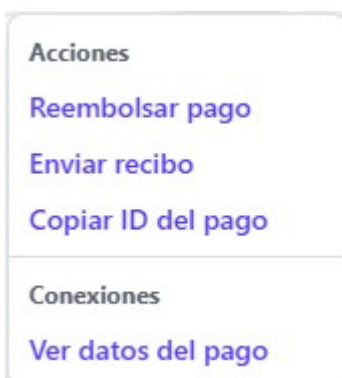 Acciones
Reembolsar pago
Enviar recibo
Copiar ID del pago
Conexiones
Ver datos del pago